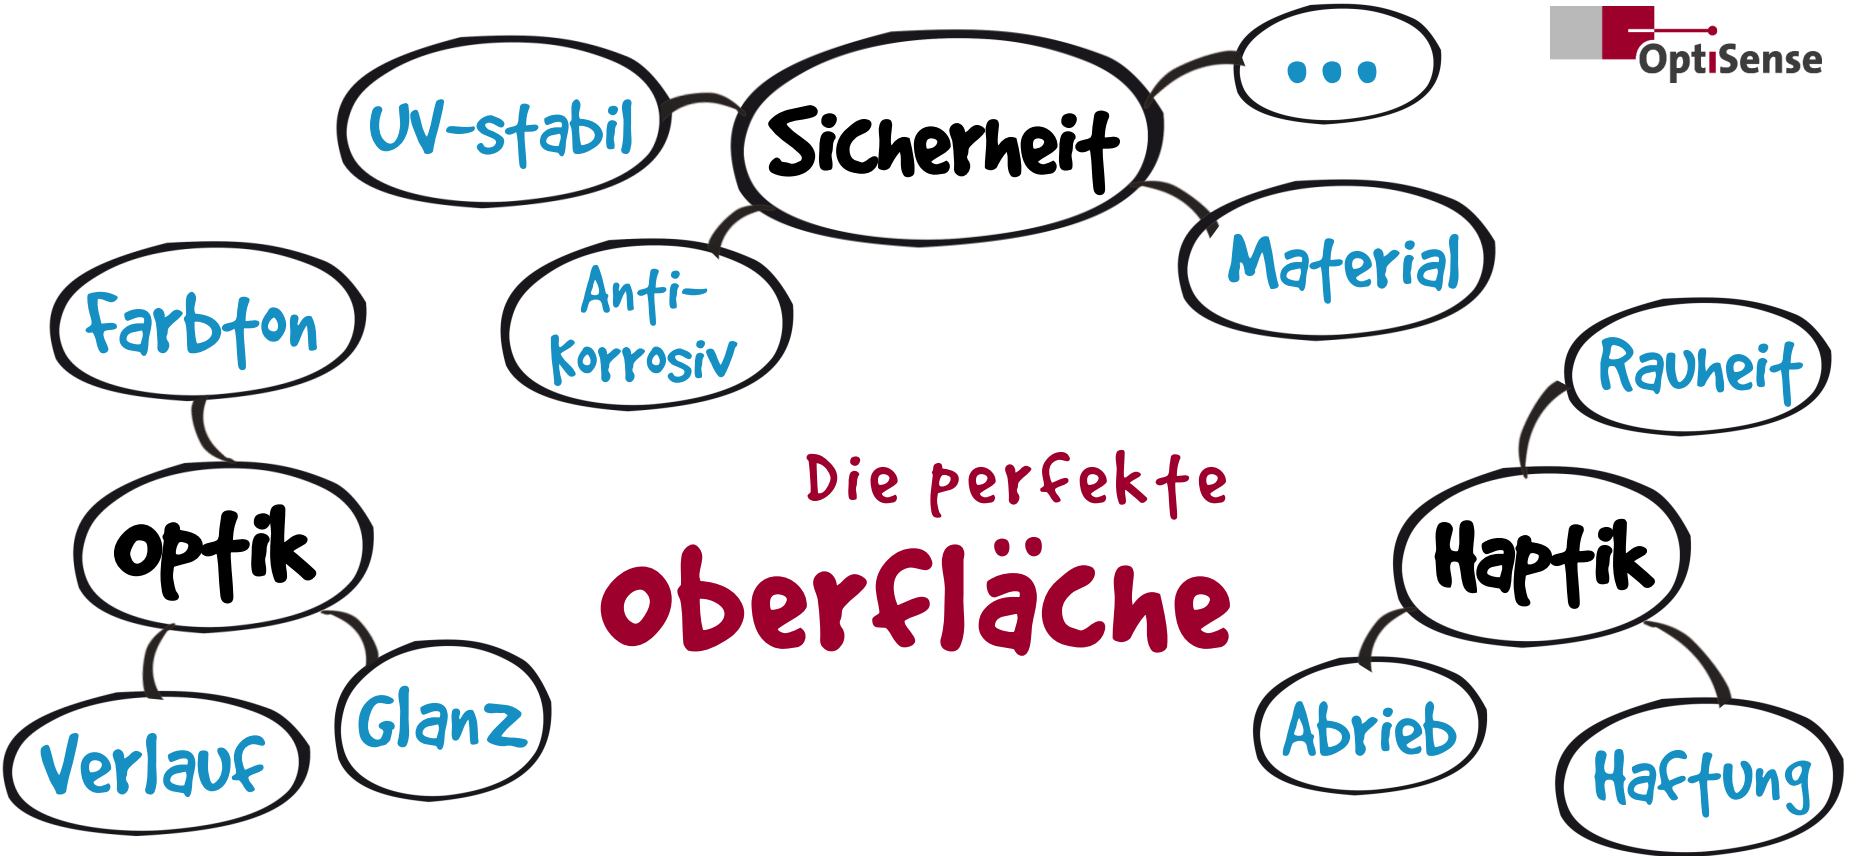 OptiSense
...
UV-stabil
Sicherheit
Material
Anti-
Korrosiv
Farbton
Rauheit
Optik
Die perfekte
Oberfläche
Haptik
Verlauf
Glanz
Abrieb
Haftung